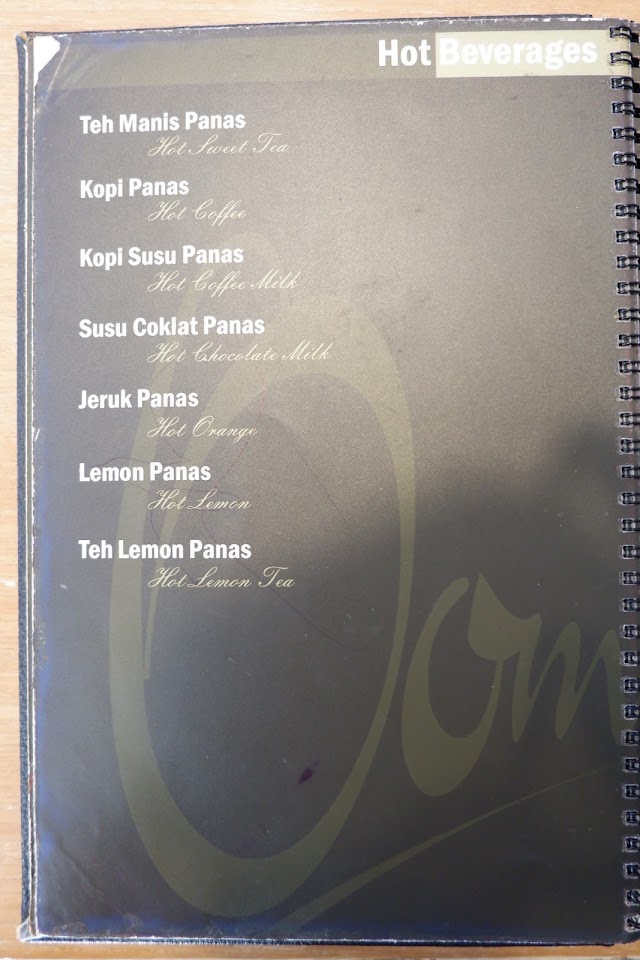 Hot Beverages
Teh Manis Panas
Hot Sweet Tea
Kopi Panas
Hot Coffee
Kopi Susu Panas
Hot Coffee Milk
Susu Coklat Panas
Hot Chocolate Milk
Jeruk Panas
Hot Orange
Lemon Panas
Hot Lemon
Teh Lemon Panas
Hot Lemon Tea